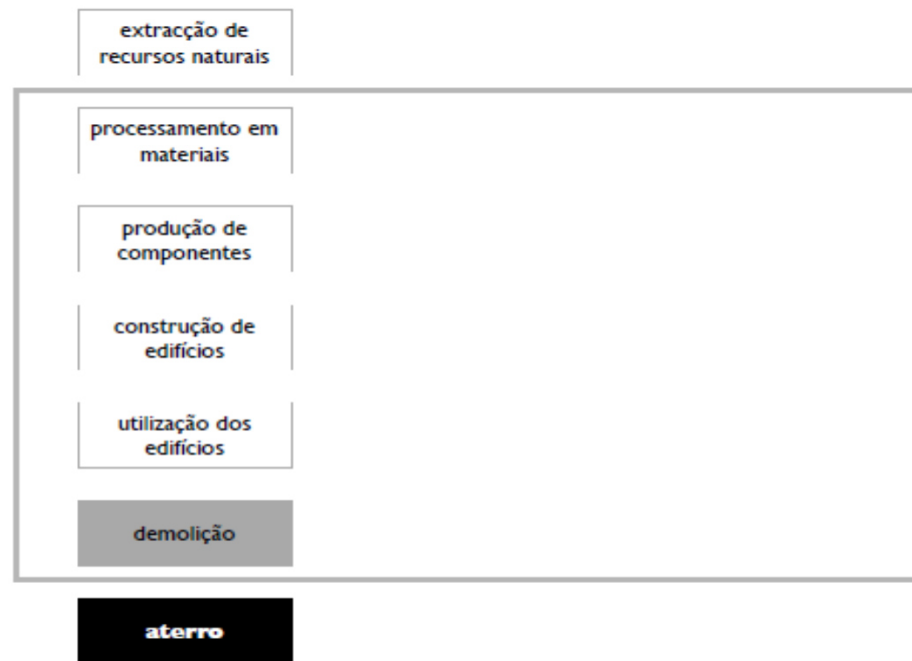 extracção de
recursos naturais
processamento em
materiais
produção de
componentes
construção de
edifícios
utilização dos
edifícios
demolição
aterro